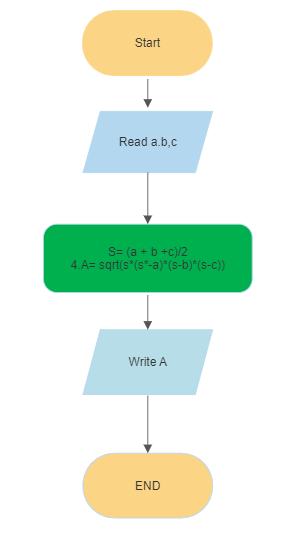 Start
Read a.b,c
S= (a + b +c)/2
4.A= sqrt(s*(s*-a)*(s-b)*(s-c))
Write A
END